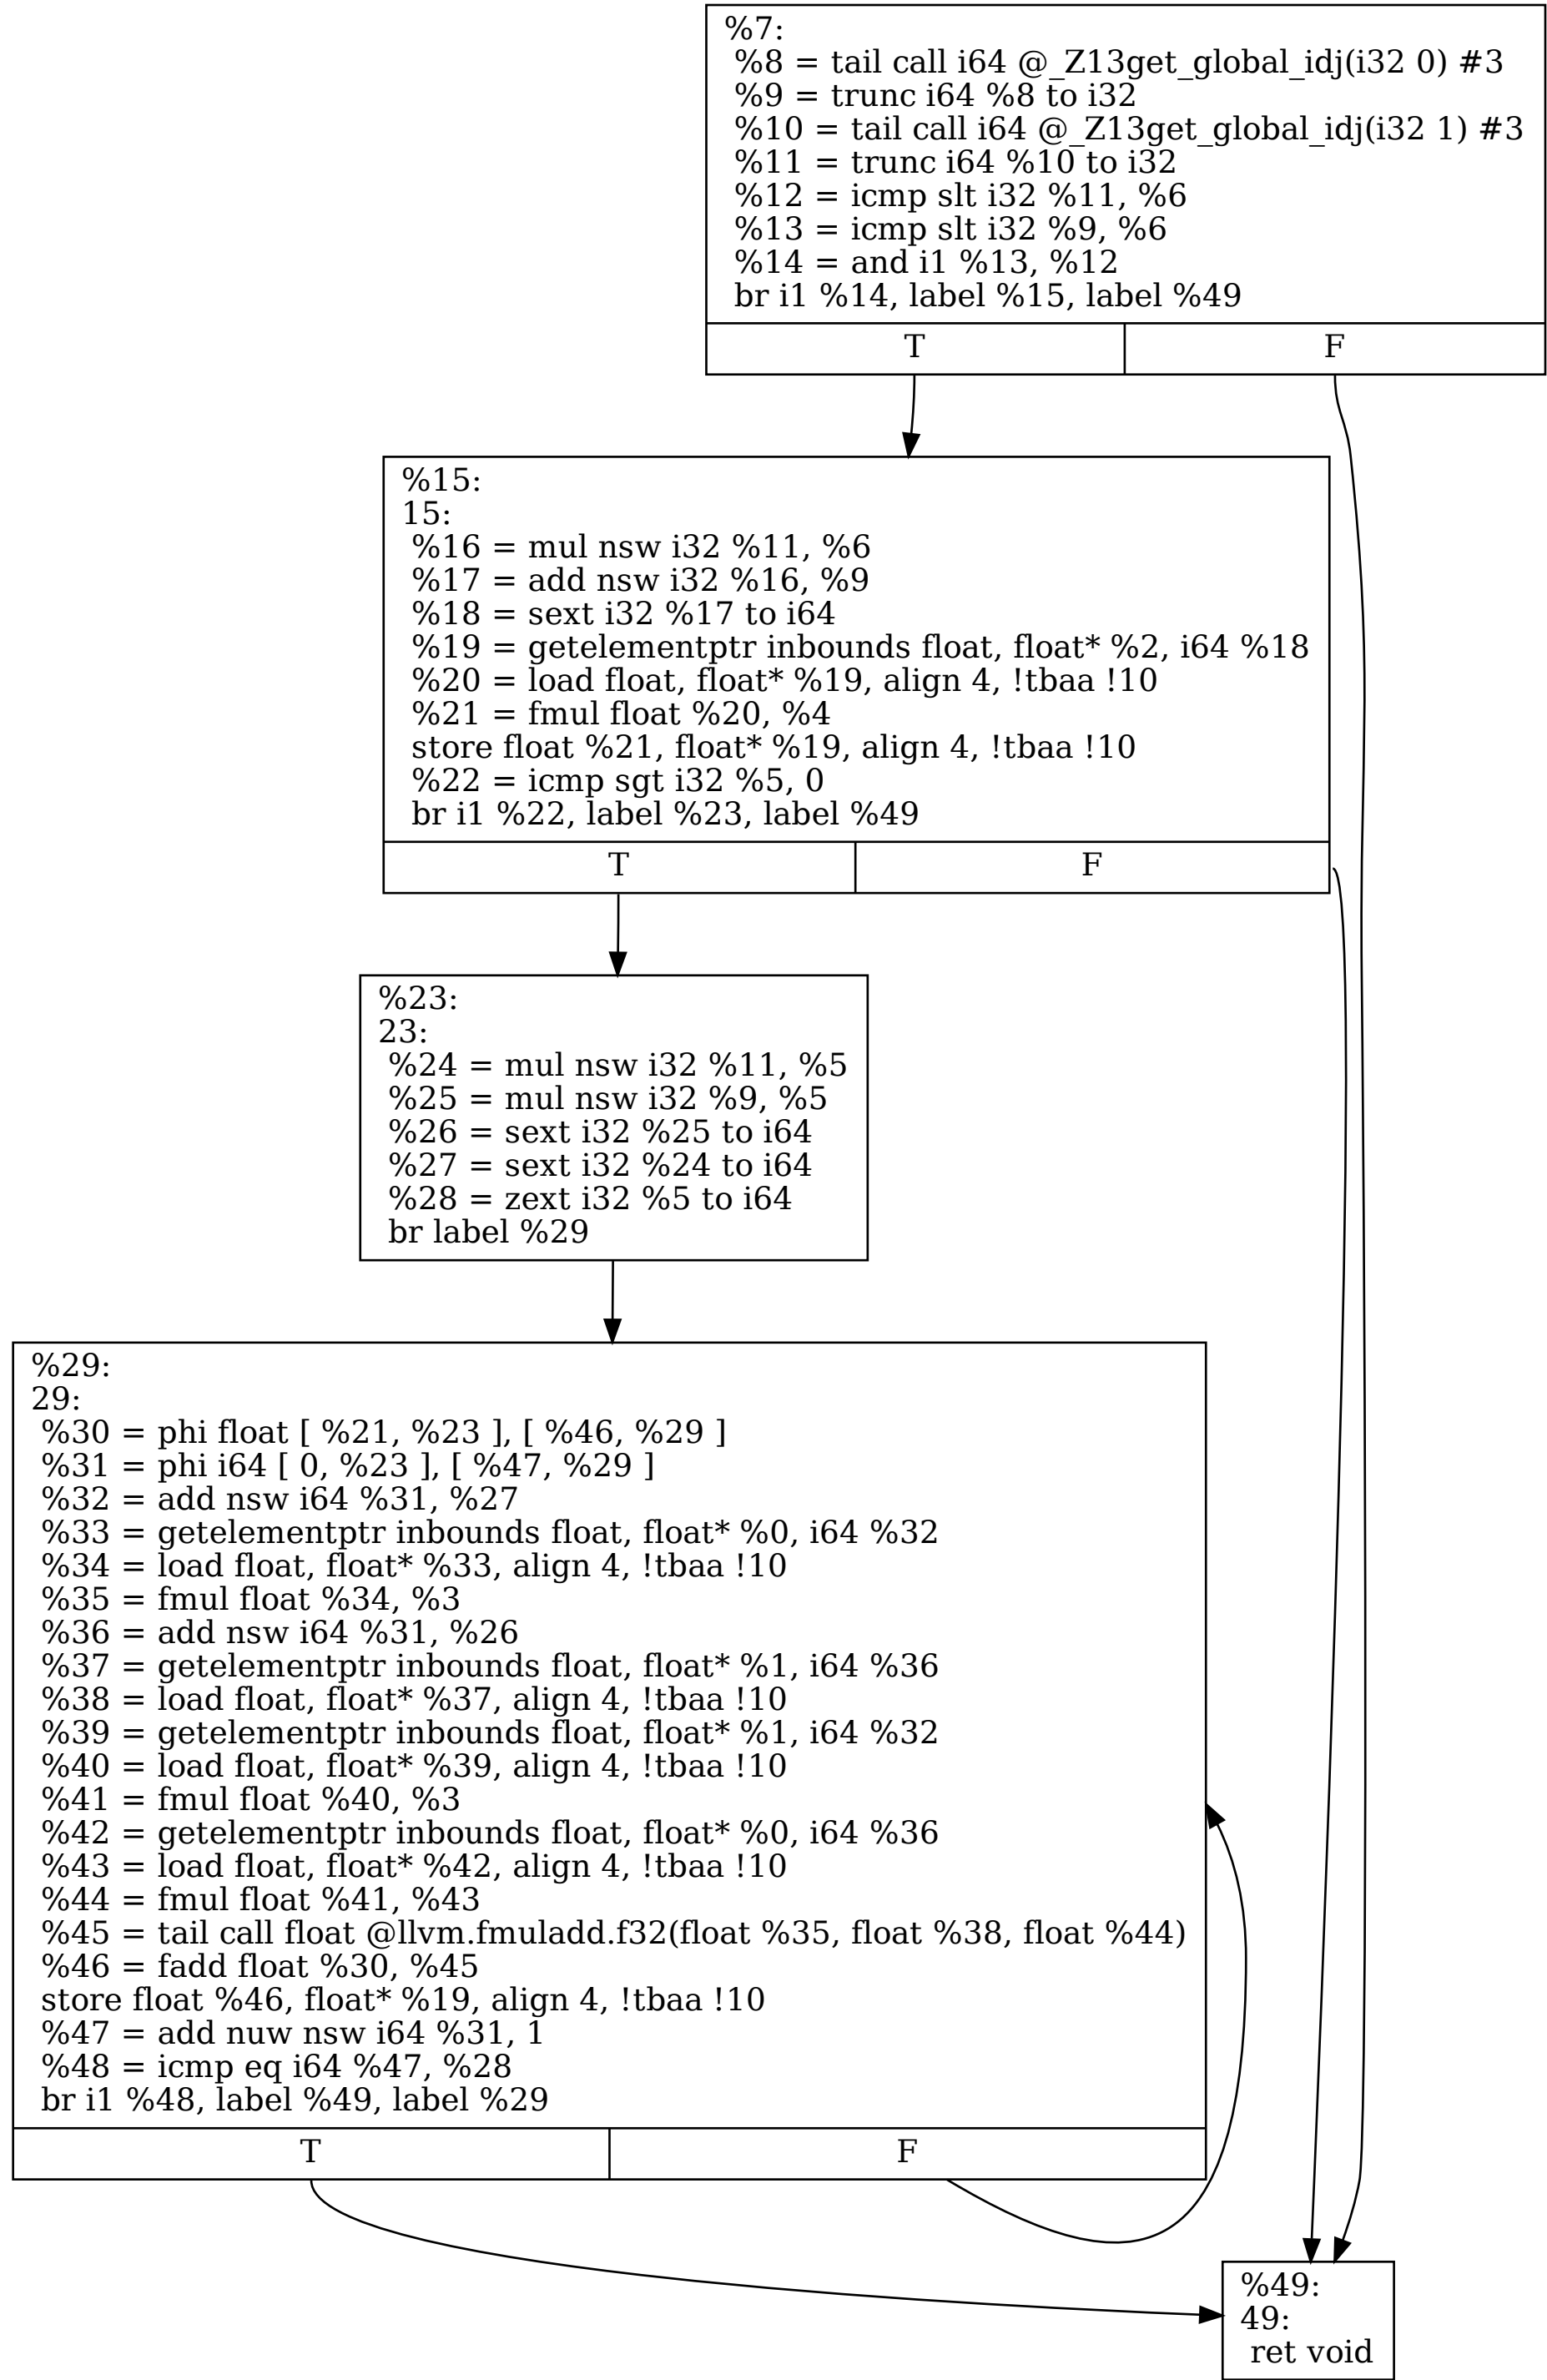 %7:
%8 = tail call i64 @_Z13get_global_idj(i32 0) #3
%9 = trunc i64 %8 to i32
%10 = tail call i64 @_Z13get_global_idj(i32 1) #3
%11 = trunc i64 %10 to i32
%12 = icmp slt i32 %11, %6
%13 = icmp slt i32 %9, %6
%14 = and i1 %13, %12
br i1 %14, label %15, label %49
T F
%15:
15:
%16 = mul nsw i32 %11, %6
%17 = add nsw i32 %16, %9
%18 = sext i32 %17 to i64
%19 = getelementptr inbounds float, float* %2, i64 %18
%20 = load float, float* %19, align 4, !tbaa !10
%21 = fmul float %20, %4
store float %21, float* %19, align 4, !tbaa !10
%22 = icmp sgt i32 %5, 0
br i1 %22, label %23, label %49
T F
%23:
23:
%24 = mul nsw i32 %11, %5
%25 = mul nsw i32 %9, %5
%26 = sext i32 %25 to i64
%27 = sext i32 %24 to i64
%28 = zext i32 %5 to i64
br label %29
%29:
29:
%30 = phi float [ %21, %23 ], [ %46, %29 ]
%31 = phi i64 [ 0, %23 ], [ %47, %29 ]
%32 = add nsw i64 %31, %27
%33 = getelementptr inbounds float, float* %0, i64 %32
%34 = load float, float* %33, align 4, !tbaa !10
%35 = fmul float %34, %3
%36 = add nsw i64 %31, %26
%37 = getelementptr inbounds float, float* %1, i64 %36
%38 = load float, float* %37, align 4, !tbaa !10
%39 = getelementptr inbounds float, float* %1, i64 %32
%40 = load float, float* %39, align 4, !tbaa !10
%41 = fmul float %40, %3
%42 = getelementptr inbounds float, float* %0, i64 %36
%43 = load float, float* %42, align 4, !tbaa !10
%44 = fmul float %41, %43
%45 = tail call float @llvm.fmuladd.f32(float %35, float %38, float %44)
%46 = fadd float %30, %45
store float %46, float* %19, align 4, !tbaa !10
%47 = add nuw nsw i64 %31, 1
%48 = icmp eq i64 %47, %28
br i1 %48, label %49, label %29
T F
%49:
49:
ret void